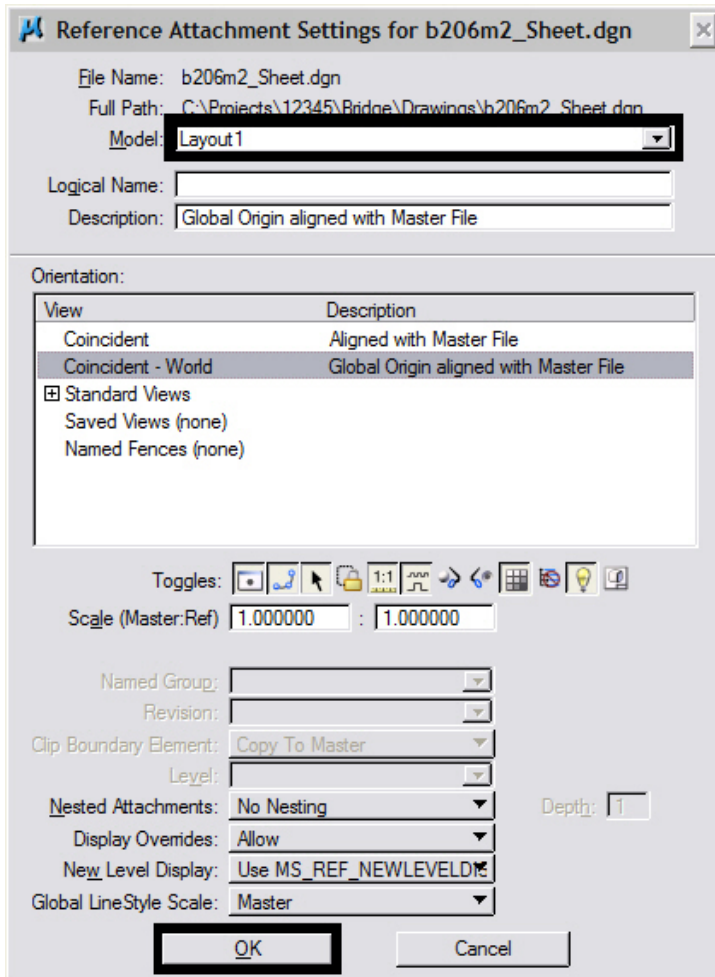 Reference Attachment Settings for b206m2_Sheet.dgn
File Name: b206m2_Sheet.dgn
Full Path: C:\Projects\12345\Bridge\Drawings\b206m2_Sheet.dgn
Model: Layout1
Logical Name:
Description: Global Origin aligned with Master File
Orientation:
View Description
Coincident Aligned with Master File
Coincident - World Global Origin aligned with Master File
Standard Views
Saved Views (none)
Named Fences (none)
Toggles: 1:1
Scale (Master:Ref) 1.000000 : 1.000000
Named Group:
Revision:
Clip Boundary Element: Copy To Master
Level:
Nested Attachments: No Nesting Depth: 1
Display Overrides: Allow
New Level Display: Use MS_REF_NEWLEVELDIS
Global LineStyle Scale: Master
OK Cancel